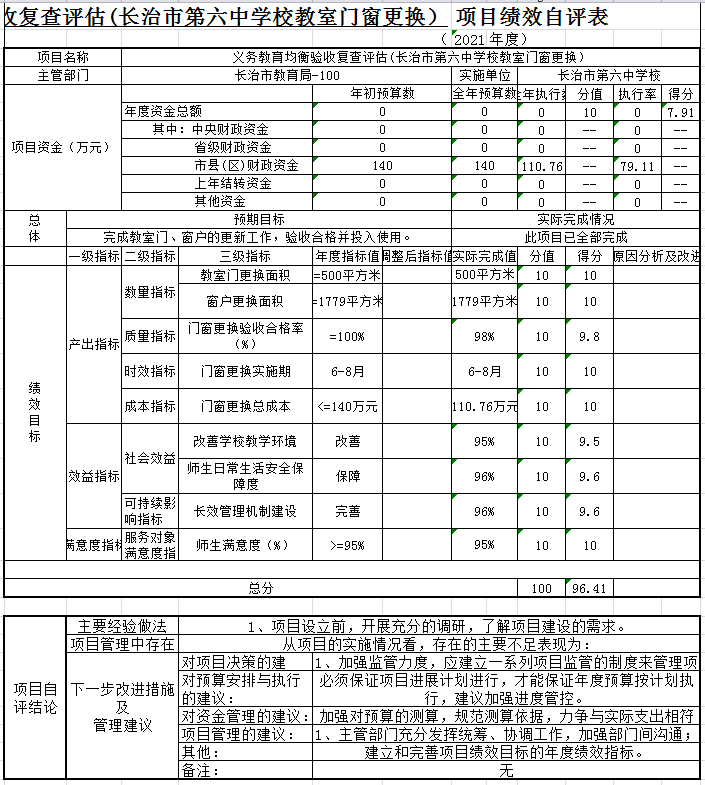 收复查评估(长治市第六中学校教室门窗更换） 项目绩效自评表
（ 2021 年度）
项目名称 义务教育均衡验收复查评估(长治市第六中学校教室门窗更换）
主管部门 长治市教育局-100 实施单位 长治市第六中学校
项目资金（万元） 年初预算数 全年预算数 全年执行数 分值 执行率 得分
年度资金总额 0 0 0 10 0 7.91
其中：中央财政资金 0 0 0 -- 0 --
省级财政资金 0 0 0 -- 0 --
市县(区)财政资金 140 140 110.76 -- 79.11 --
上年结转资金 0 0 0 -- 0 --
其他资金 0 0 0 -- 0 --
总体 预期目标 实际完成情况
完成教室门、窗户的更新工作，验收合格并投入使用。 此项目已全部完成
绩效目标 一级指标 二级指标 三级指标 年度指标值 调整后指标值 实际完成值 分值 得分 原因分析及改进
产出指标 数量指标 教室门更换面积 =500平方米 500平方米 10 10
窗户更换面积 =1779平方米 1779平方米 10 10
质量指标 门窗更换验收合格率（%） =100% 98% 10 9.8
时效指标 门窗更换实施期 6-8月 6-8月 10 10
成本指标 门窗更换总成本 <=140万元 110.76万元 10 10
效益指标 社会效益 改善学校教学环境 改善 95% 10 9.5
师生日常生活安全保障度 保障 96% 10 9.6
可持续影响指标 长效管理机制建设 完善 96% 10 9.6
满意度指标 服务对象满意度指 师生满意度（%） >=95% 95% 10 10
总分 100 96.41
项目自评结论 主要经验做法 1、项目设立前，开展充分的调研，了解项目建设的需求。
项目管理中存在 从项目的实施情况看，存在的主要不足表现为：
下一步改进措施及管理建议 对项目决策的建 1、加强监管力度，应建立一系列项目监管的制度来管理项
对预算安排与执行的建议： 必须保证项目进展计划进行，才能保证年度预算按计划执行，建议加强进度管控。
对资金管理的建议： 加强对预算的测算，规范测算依据，力争与实际支出相符
项目管理的建议： 1、主管部门充分发挥统筹、协调工作，加强部门间沟通；
其他： 建立和完善项目绩效目标的年度绩效指标。
备注： 无